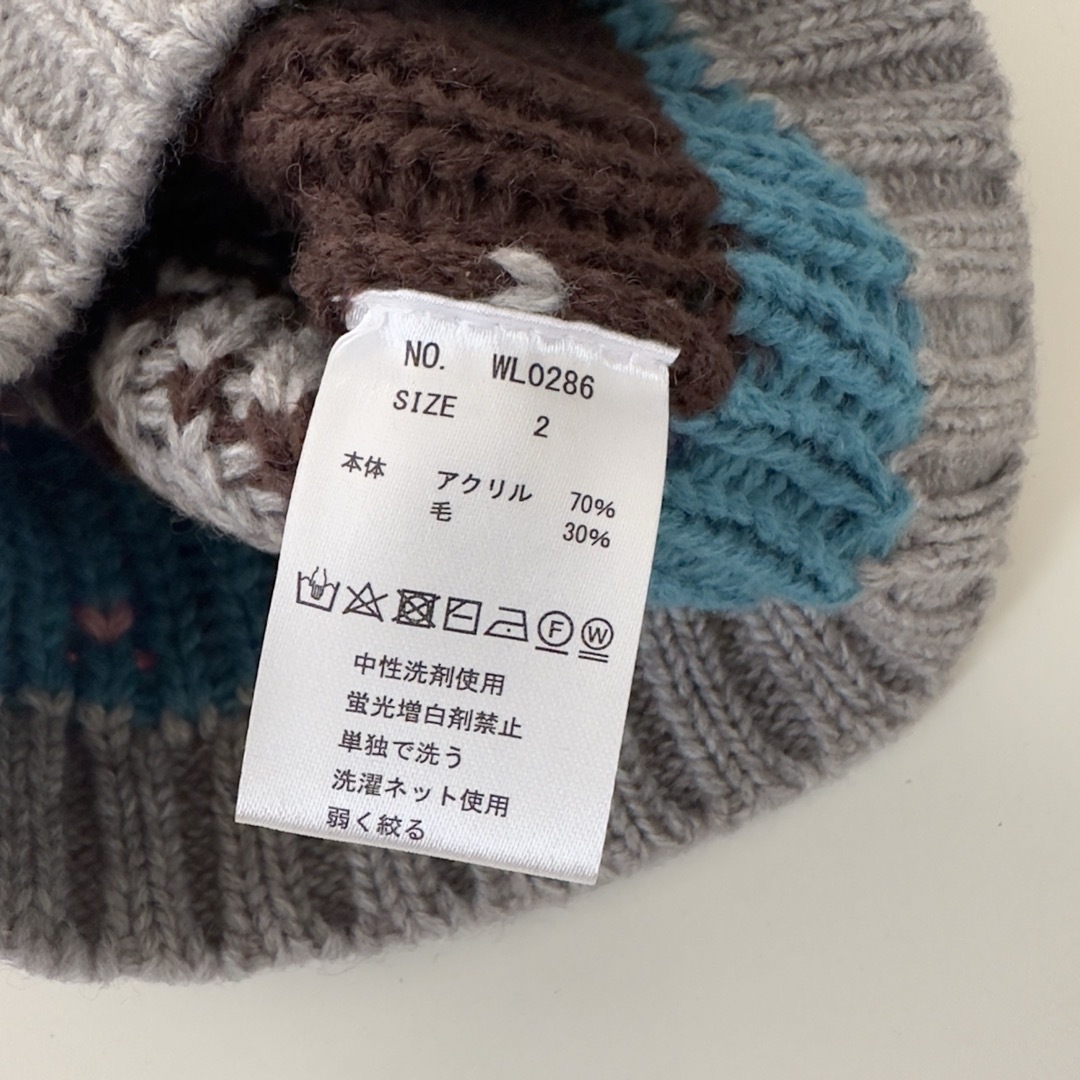 NO. WL0286
SIZE 2
本体 アクリル 70%
毛 30%
F W
中性洗剤使用
蛍光増白剤禁止
単独で洗う
洗濯ネット使用
弱く絞る